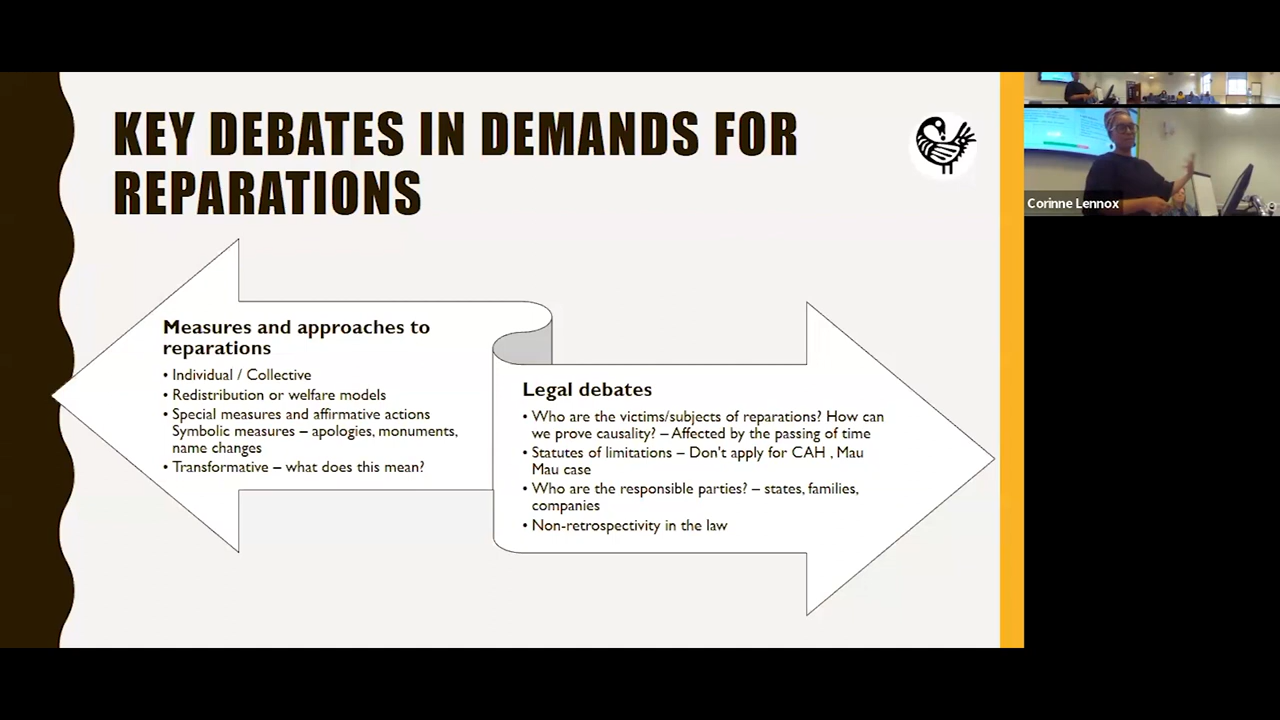 KEY DEBATES IN DEMANDS FOR
REPARATIONS
Measures and approaches to
reparations
• Individual / Collective
• Redistribution or welfare models
• Special measures and affirmative actions
Symbolic measures – apologies, monuments,
name changes
• Transformative – what does this mean?
Legal debates
• Who are the victims/subjects of reparations? How can
we prove causality? – Affected by the passing of time
• Statutes of limitations – Don't apply for CAH , Mau
Mau case
• Who are the responsible parties? – states, families,
companies
• Non-retrospectivity in the law
Corinne Lennox